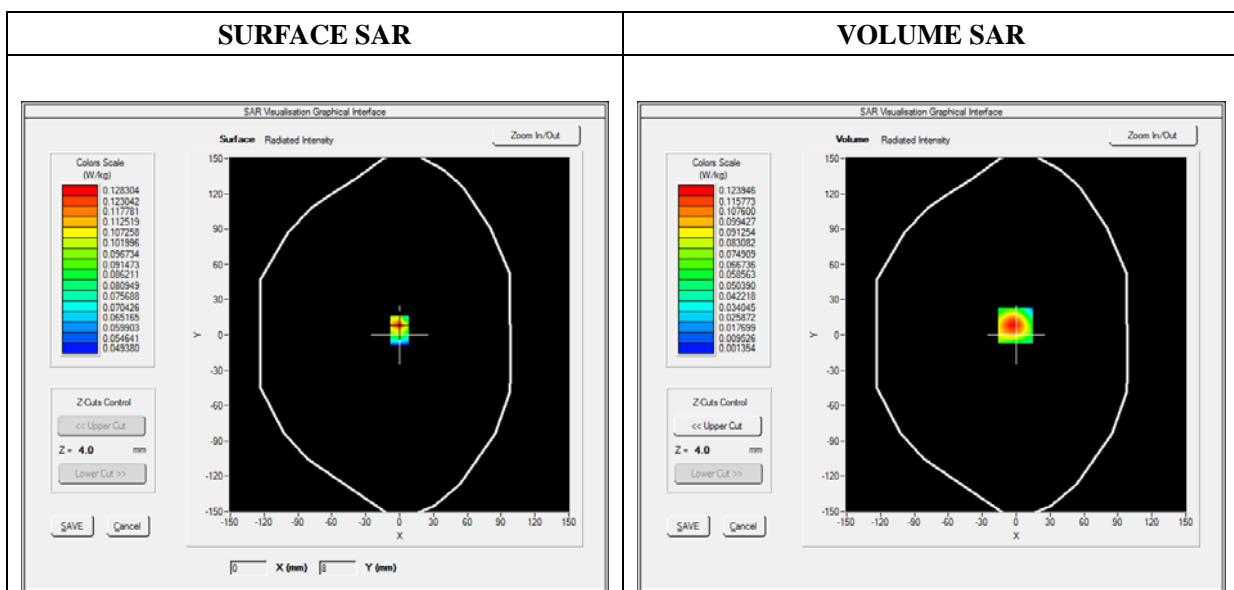 SURFACE SAR
VOLUME SAR
SAR Visualisation Graphical Interface
Surface Radiated Intensity
Zoom In/Out
Colors Scale
(W/kg)
0.128304
0.123042
0.117781
0.112519
0.107258
0.101996
0.096734
0.091473
0.086211
0.080949
0.075688
0.070426
0.065165
0.059903
0.054641
0.049380
Z-Cuts Control
<< Upper Cut
Z = 4.0 mm
Lower Cut >>
SAVE Cancel
150
120
90
60
30
0
-30
-60
-90
-120
-150
Y
-150 -120 -90 -60 -30 0 30 60 90 120 150
X
0 X (mm) 8 Y (mm)
SAR Visualisation Graphical Interface
Volume Radiated Intensity
Zoom In/Out
Colors Scale
(W/kg)
0.123946
0.115773
0.107600
0.099427
0.091254
0.083082
0.074909
0.066736
0.058563
0.050390
0.042218
0.034045
0.025872
0.017699
0.009526
0.001354
Z-Cuts Control
<< Upper Cut
Z = 4.0 mm
Lower Cut >>
SAVE Cancel
150
120
90
60
30
0
-30
-60
-90
-120
-150
Y
-150 -120 -90 -60 -30 0 30 60 90 120 150
X